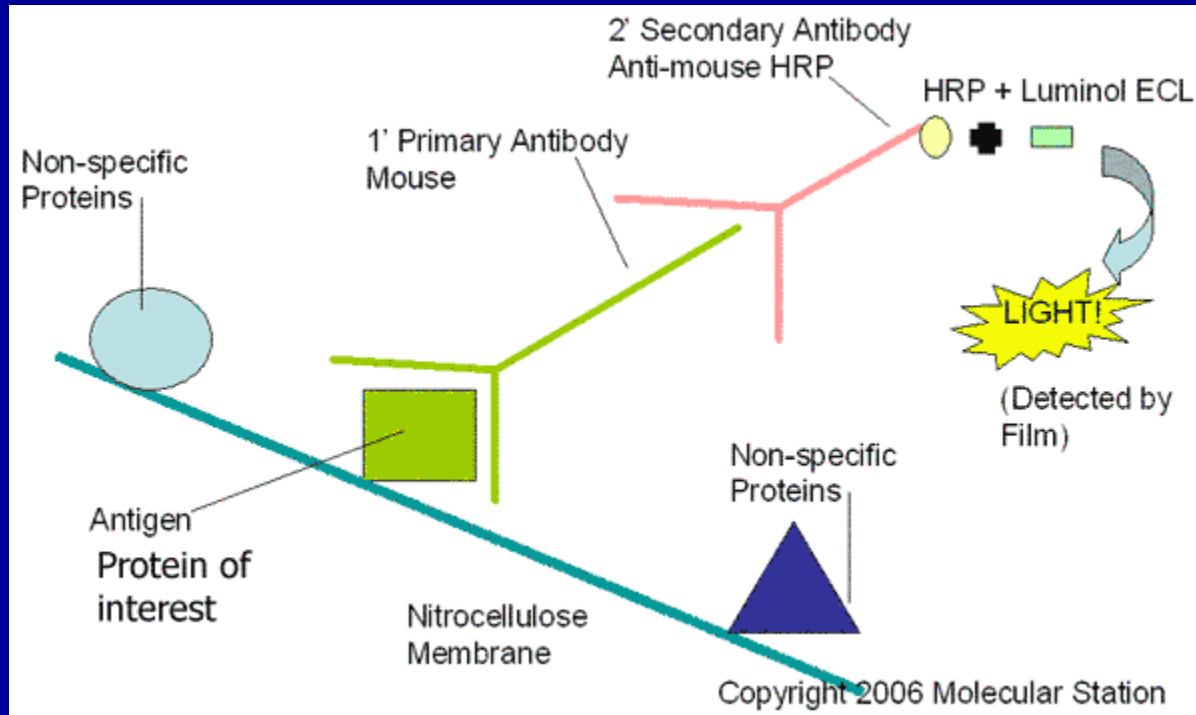 2' Secondary Antibody
Anti-mouse HRP
HRP + Luminol ECL
1' Primary Antibody
Mouse
Non-specific
Proteins
LIGHT!
(Detected by
Film)
Non-specific
Proteins
Antigen
Protein of
interest
Nitrocellulose
Membrane
Copyright 2006 Molecular Station